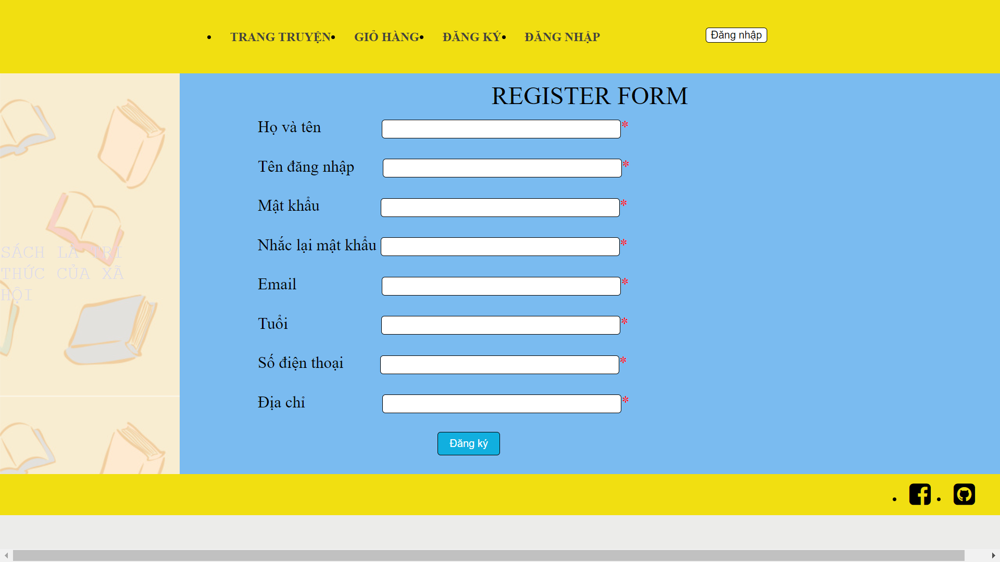 TRANG TRUYỆN GIỎ HÀNG ĐĂNG KÝ ĐĂNG NHẬP Đăng nhập
REGISTER FORM
Họ và tên *
Tên đăng nhập *
Mật khẩu *
Nhắc lại mật khẩu *
SÁCH LÀ TRI
THỨC CỦA XÃ
HỘI
Email *
Tuổi *
Số điện thoại *
Địa chỉ *
Đăng ký